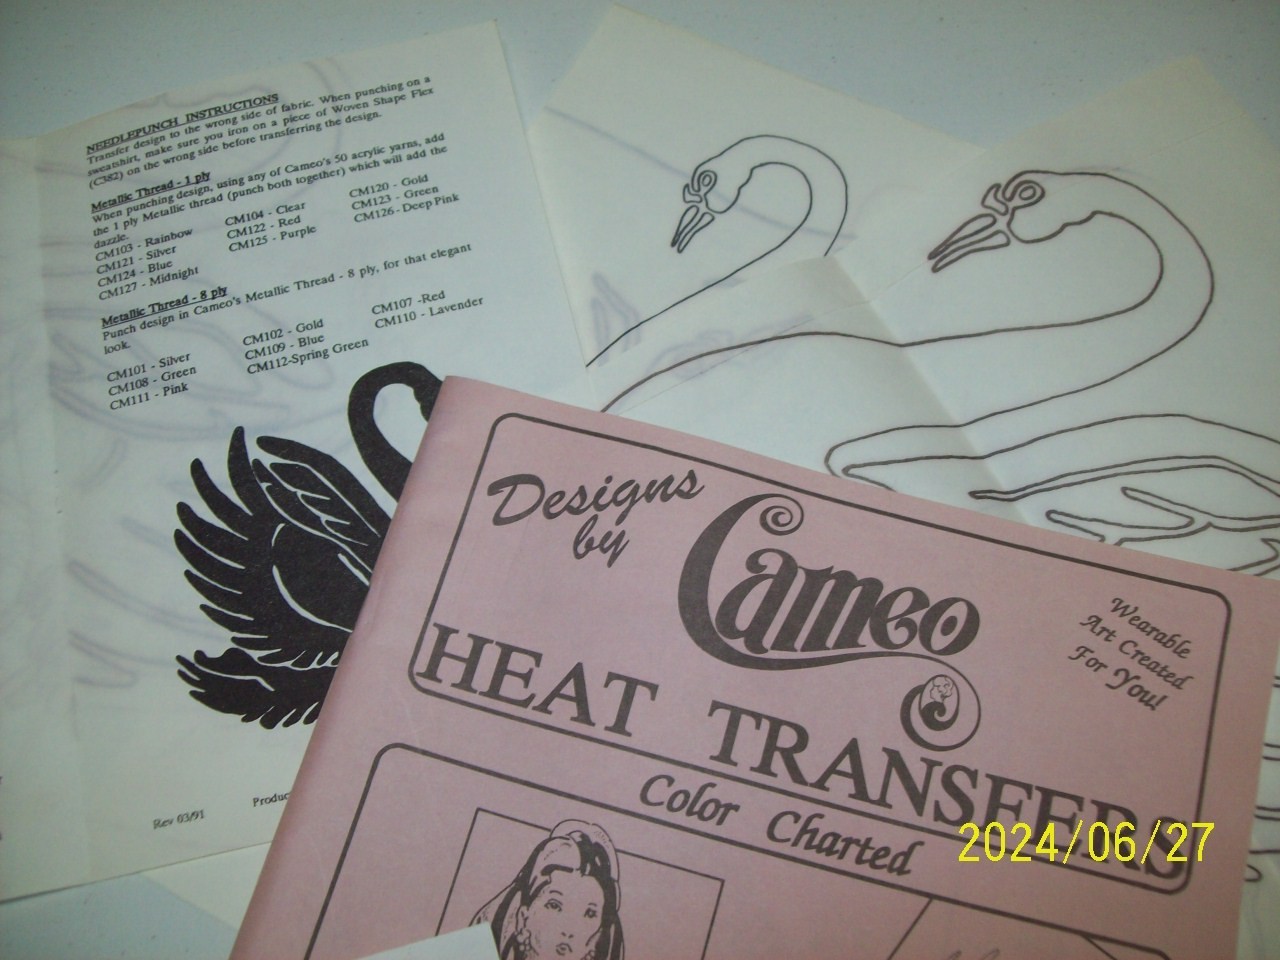 NEEDLEPUNCH INSTRUCTIONS
Transfer design to the wrong side of fabric. When punching on a
sweatshirt, make sure you iron on a piece of Woven Shape Flex
(C382) on the wrong side before transferring the design.
Metallic Thread - 1 ply
When punching design, using any of Cameo's 50 acrylic yarns, add
the 1 ply Metallic thread (punch both together) which will add the
dazzle.
CM103 - Rainbow CM104 - Clear CM120 - Gold
CM121 - Silver CM122 - Red CM123 - Green
CM124 - Blue CM125 - Purple CM126 - Deep Pink
CM127 - Midnight
Metallic Thread - 8 ply
Punch design in Cameo's Metallic Thread - 8 ply, for that elegant
look.
CM101 - Silver CM102 - Gold CM107 -Red
CM108 - Green CM109 - Blue CM110 - Lavender
CM111 - Pink CM112-Spring Green
Rev 03/91
Designs
by
Cameo
Wearable
Art Created
For You!
HEAT TRANSFERS
Color Charted
2024/06/27